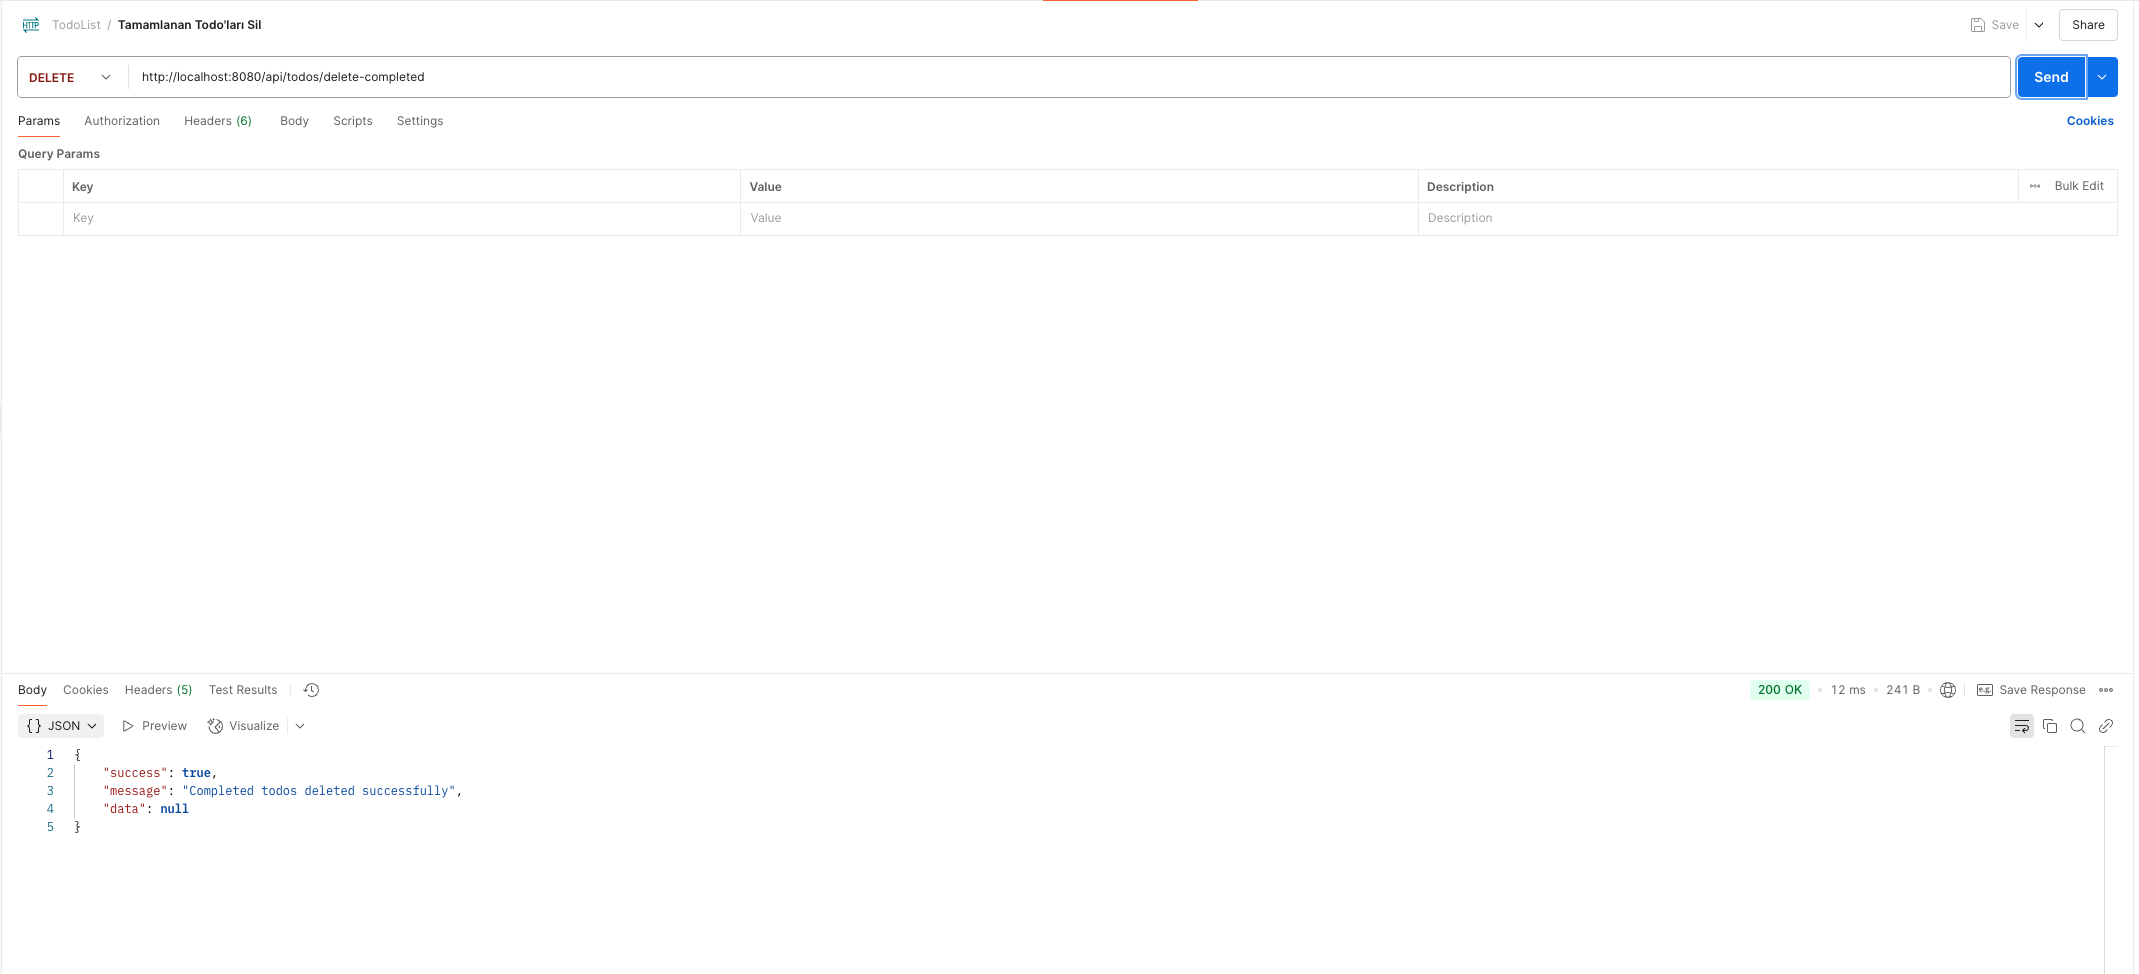 HTTP TodoList / Tamamlanan Todo'ları Sil Save Share
DELETE http://localhost:8080/api/todos/delete-completed Send
Params Authorization Headers (6) Body Scripts Settings Cookies
Query Params
Key Value Description Bulk Edit
Key Value Description
Body Cookies Headers (5) Test Results 200 OK 12 ms 241 B e.g. Save Response
{} JSON Preview Visualize
1 {
2 "success": true,
3 "message": "Completed todos deleted successfully",
4 "data": null
5 }